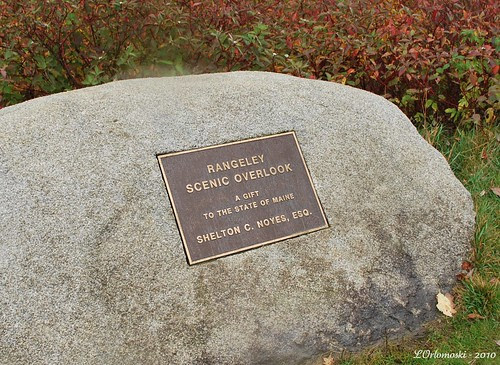 RANGELEY
SCENIC OVERLOOK
A GIFT
TO THE STATE OF MAINE
SHELTON C. NOYES, ESQ.
LOrlomoski - 2010